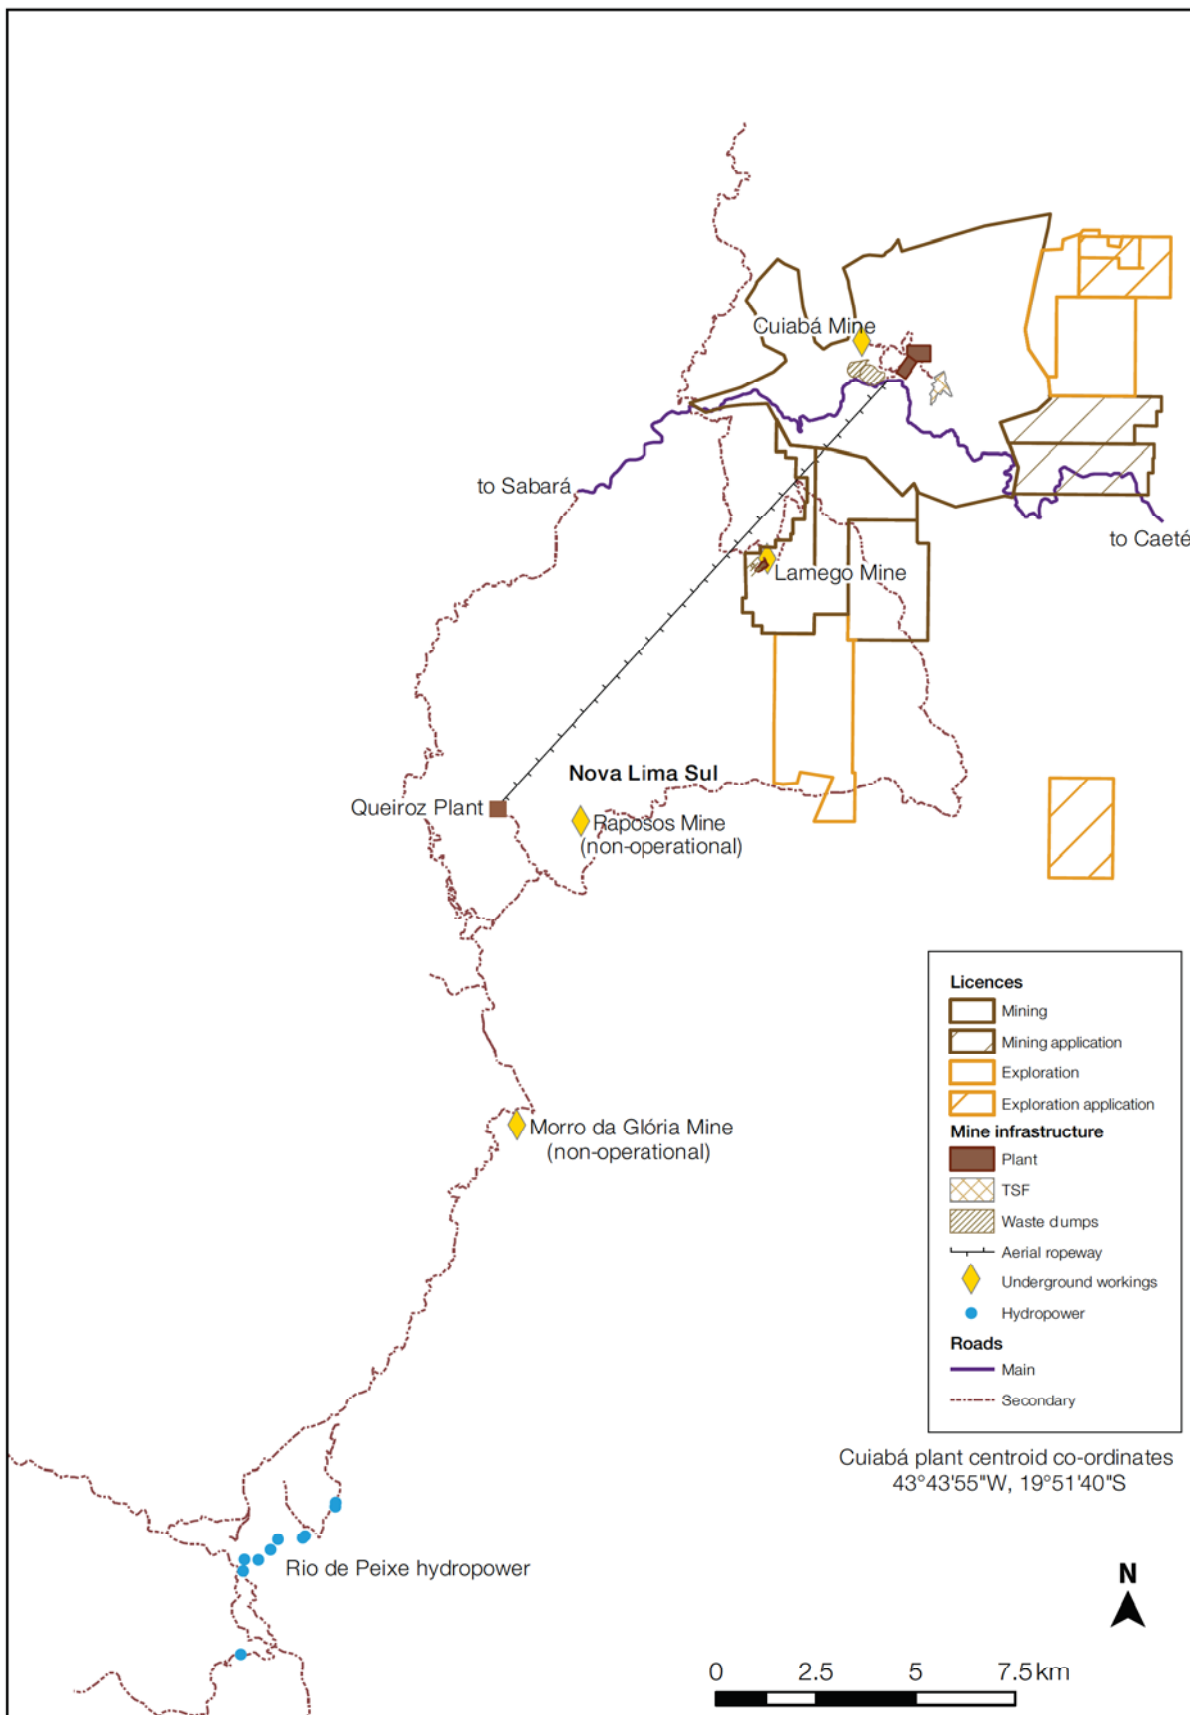 Cuiabá Mine
to Sabará
to Caeté
Lamego Mine
Nova Lima Sul
Queiroz Plant
Raposos Mine
(non-operational)
Morro da Glória Mine
(non-operational)
Rio de Peixe hydropower
Licences
Mining
Mining application
Exploration
Exploration application
Mine infrastructure
Plant
TSF
Waste dumps
Aerial ropeway
Underground workings
Hydropower
Roads
Main
Secondary
Cuiabá plant centroid co-ordinates
43°43'55"W, 19°51'40"S
N
0 2.5 5 7.5 km